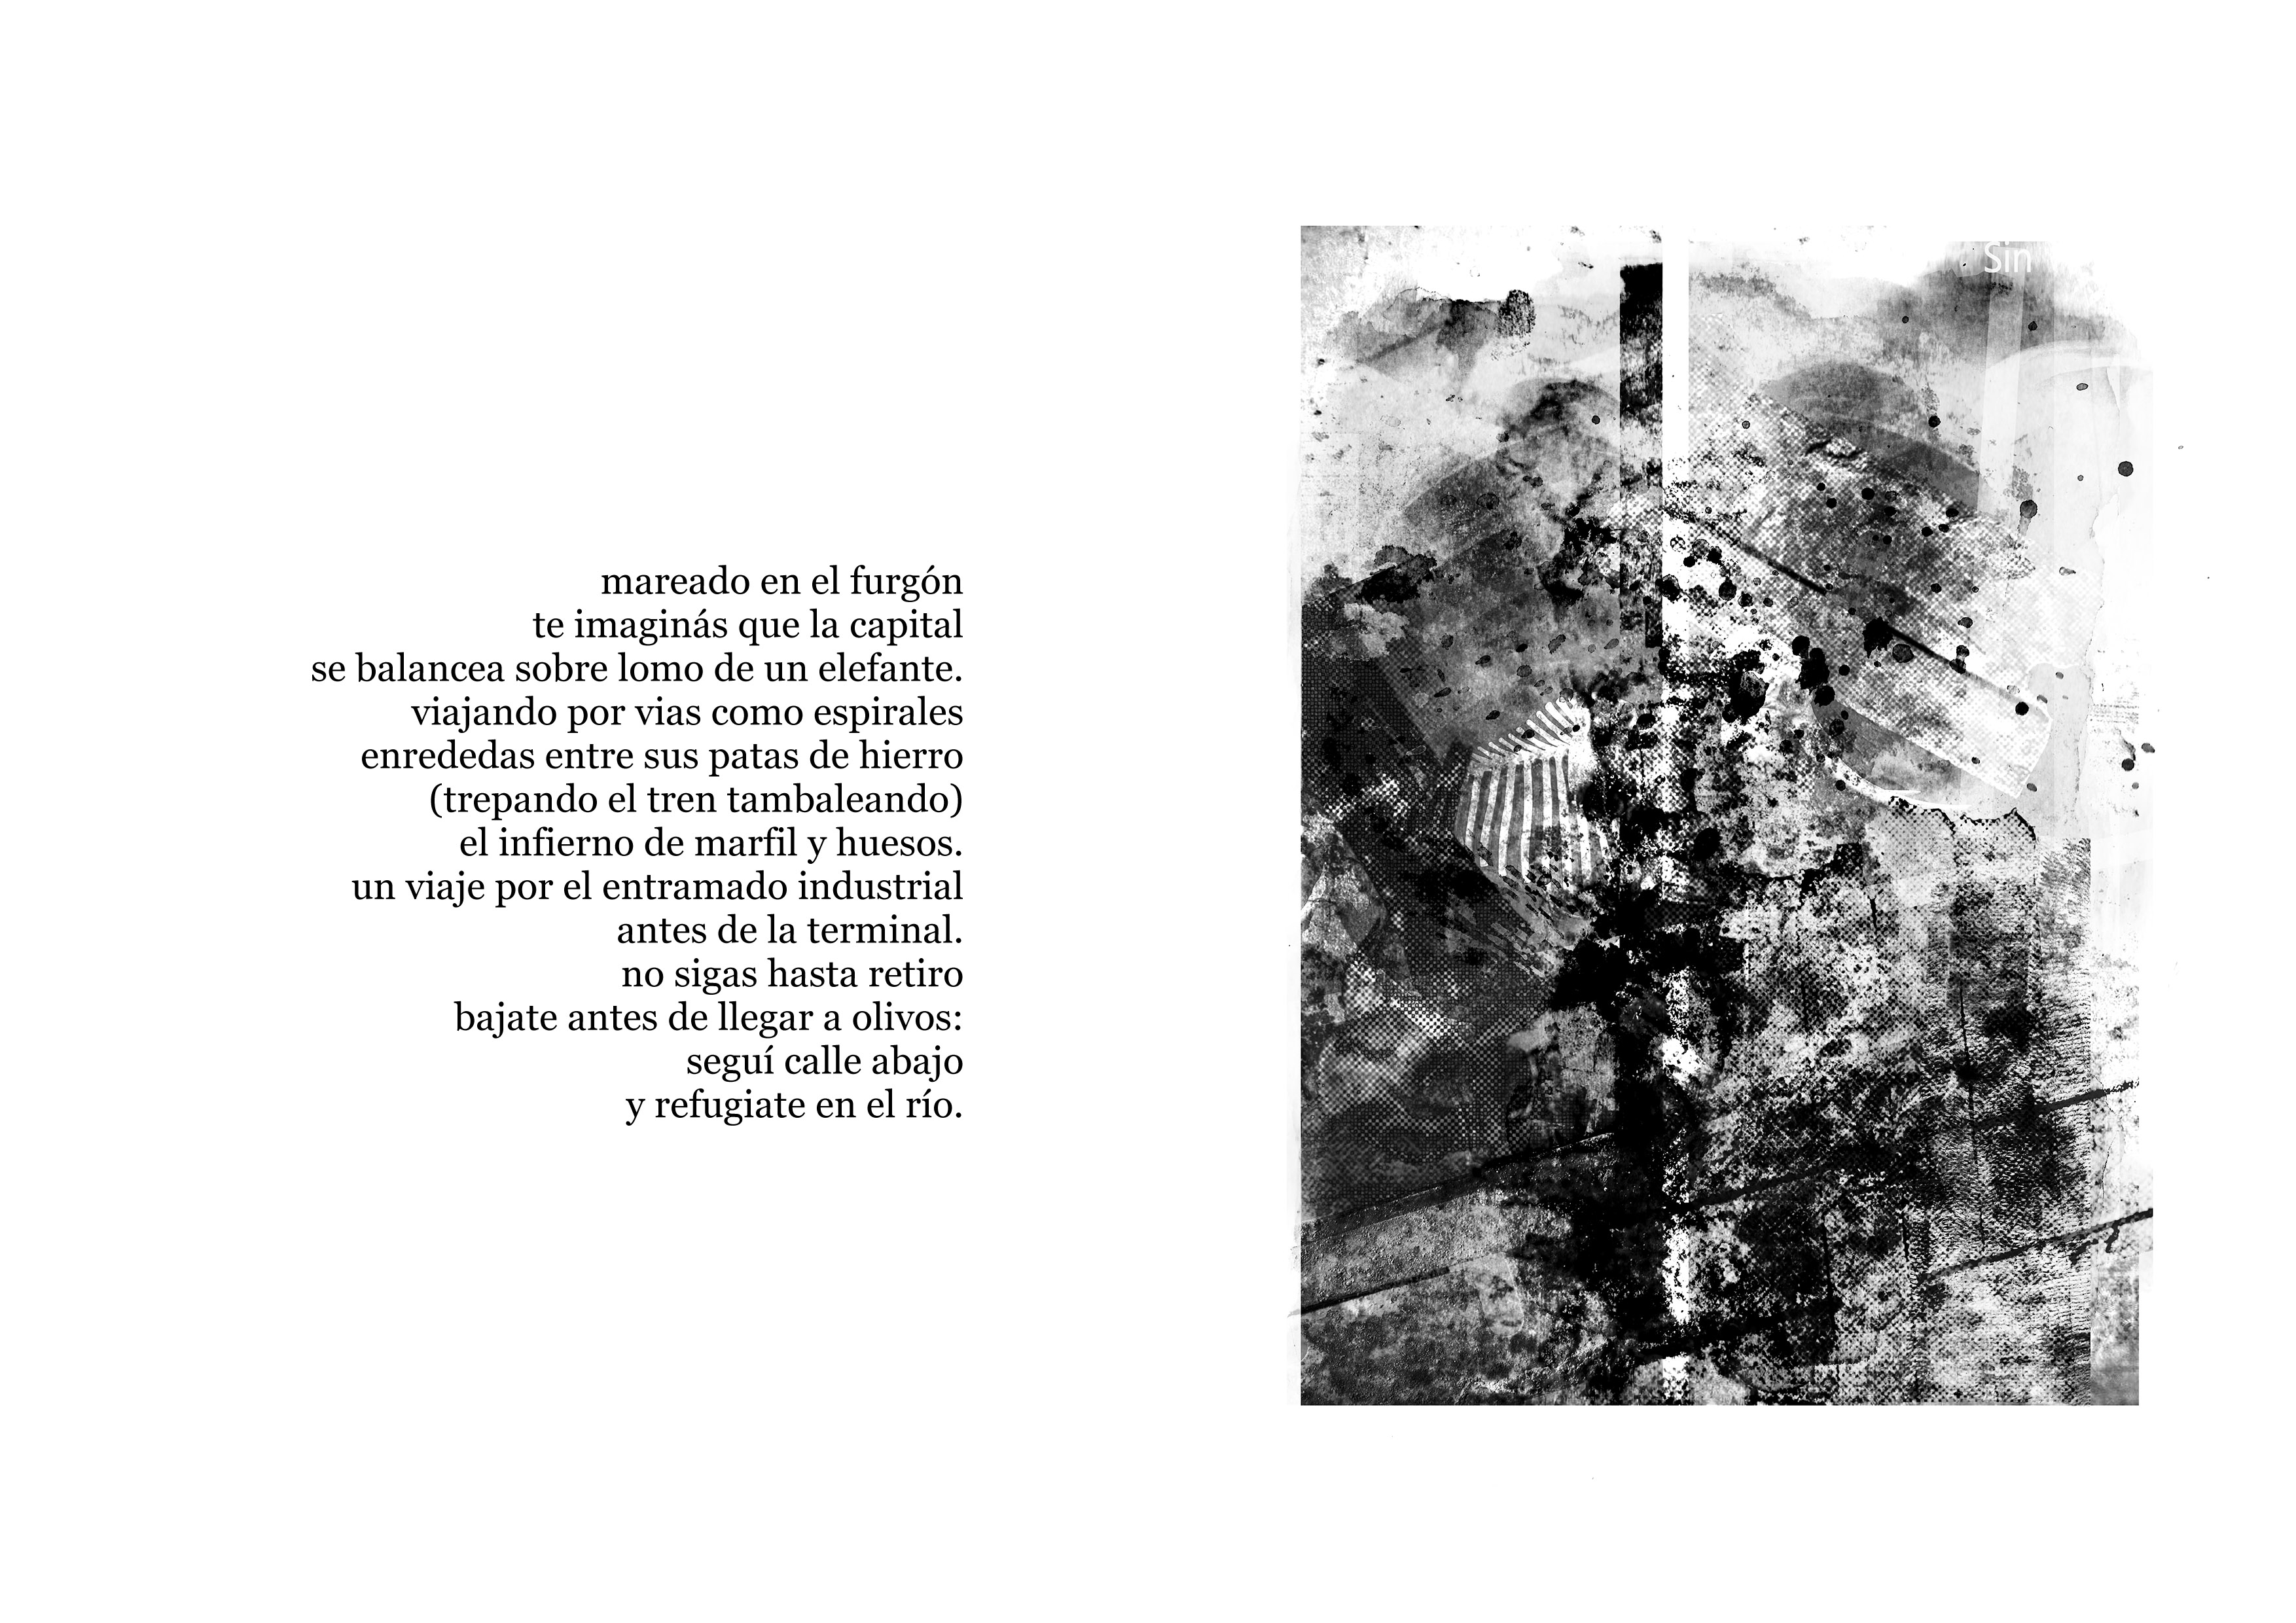 mareado en el furgón
te imaginás que la capital
se balancea sobre lomo de un elefante.
viajando por vias como espirales
enrededas entre sus patas de hierro
(trepando el tren tambaleando)
el infierno de marfil y huesos.
un viaje por el entramado industrial
antes de la terminal.
no sigas hasta retiro
bajate antes de llegar a olivos:
seguí calle abajo
y refugiate en el río.
Sin